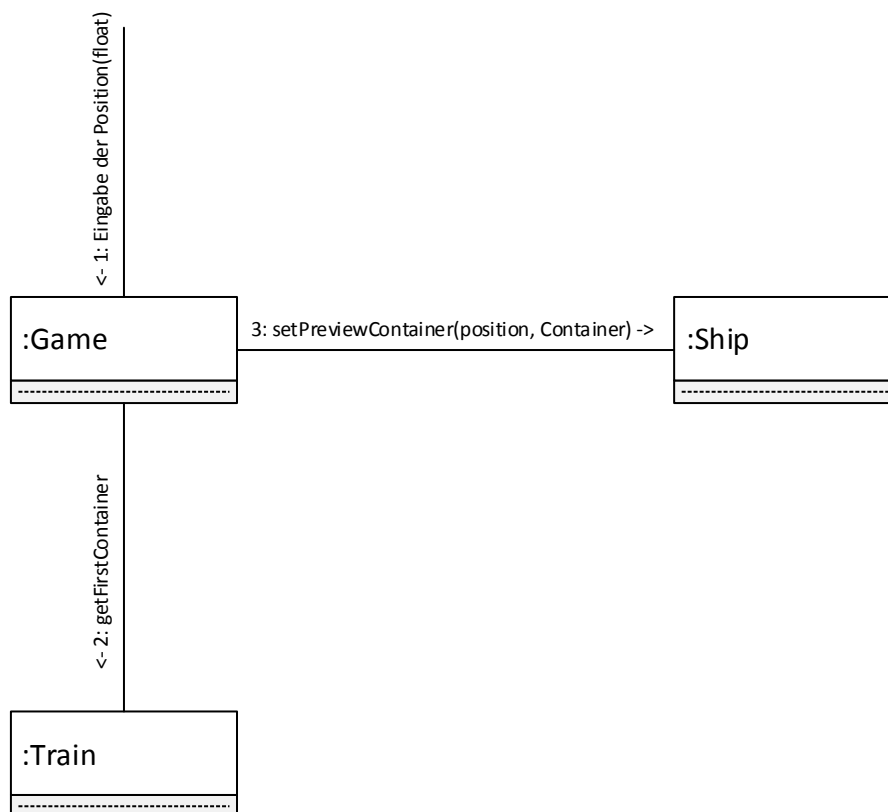 <- 1: Eingabe der Position(float)
:Game
3: setPreviewContainer(position, Container) ->
:Ship
<- 2: getFirstContainer
:Train